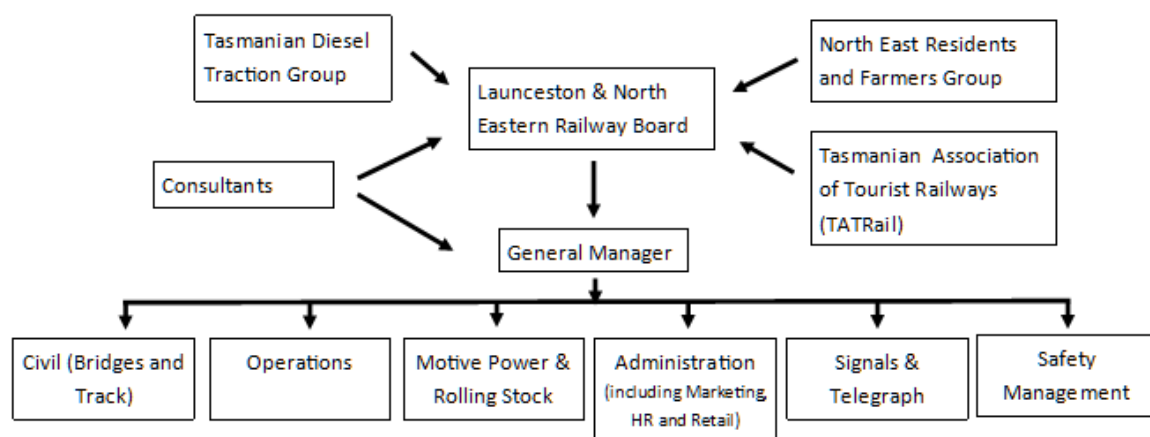 Tasmanian Diesel
Traction Group
North East Residents
and Farmers Group
Launceston & North
Eastern Railway Board
Tasmanian Association
of Tourist Railways
(TATRail)
Consultants
General Manager
Civil (Bridges and
Track)
Operations
Motive Power &
Rolling Stock
Administration
(including Marketing,
HR and Retail)
Signals &
Telegraph
Safety
Management